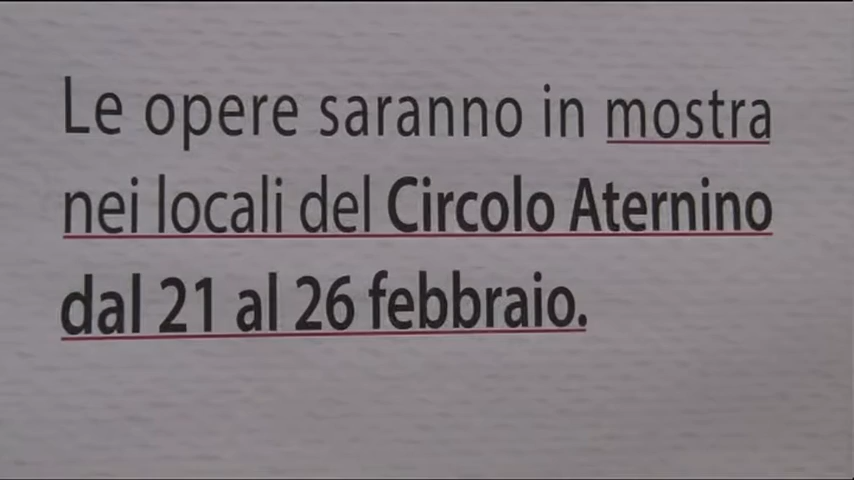 Le opere saranno in mostra
nei locali del Circolo Aternino
dal 21 al 26 febbraio.